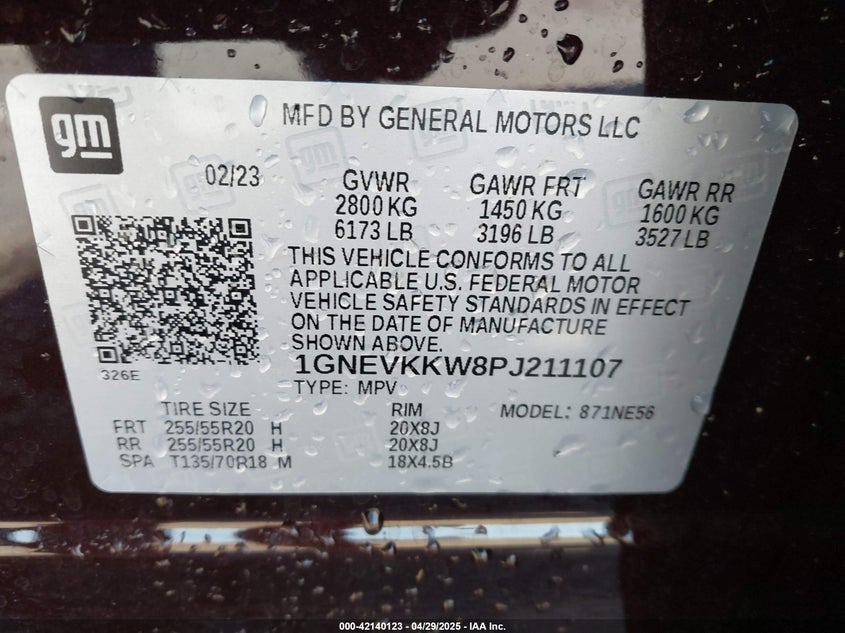 gm
MFD BY GENERAL MOTORS LLC
02/23
GVWR GAWR FRT GAWR RR
2800 KG 1450 KG 1600 KG
6173 LB 3196 LB 3527 LB
THIS VEHICLE CONFORMS TO ALL
APPLICABLE U.S. FEDERAL MOTOR
VEHICLE SAFETY STANDARDS IN EFFECT
ON THE DATE OF MANUFACTURE
SHOWN ABOVE.
326E
1GNEVKKW8PJ211107
TYPE: MPV
TIRE SIZE RIM MODEL: 871NE56
FRT 255/55R20 H 20X8J
RR 255/55R20 H 20X8J
SPA T135/70R18 M 18X4.5B
000-42140123 - 04/29/2025 - IAA Inc.